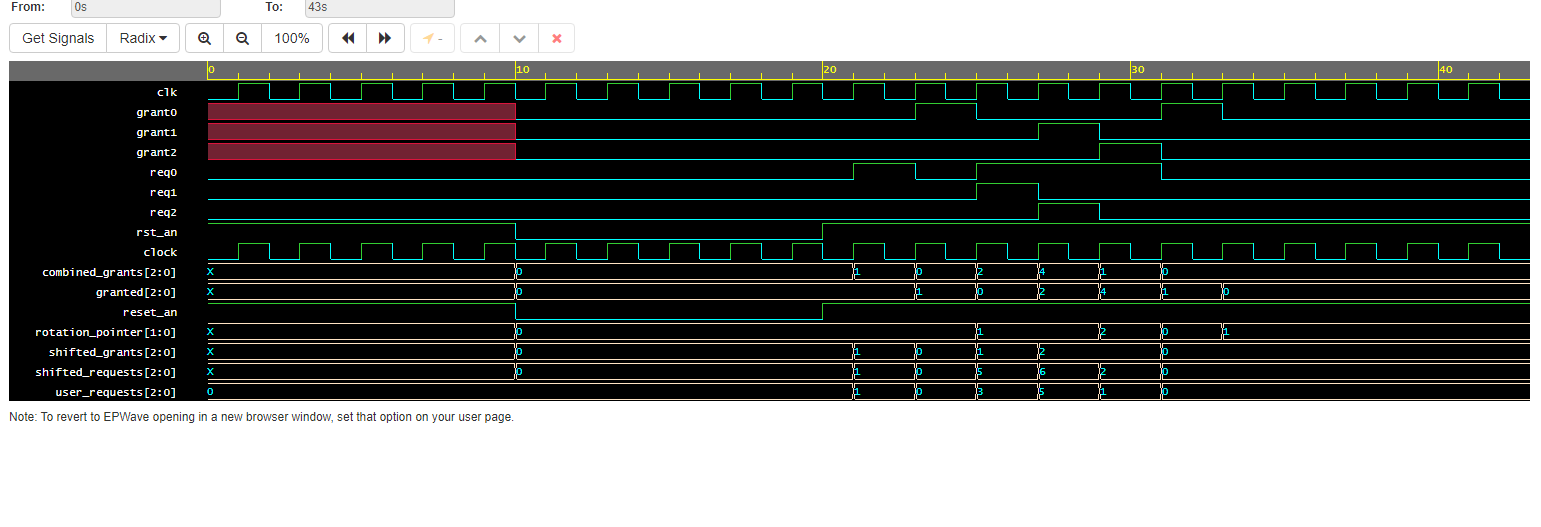 From: 0s To: 43s
Get Signals Radix 100% -
0 10 20 30 40
clk
grant0
grant1
grant2
req0
req1
req2
rst_an
clock
combined_grants[2:0] X 0 1 0 2 4 1 0
granted[2:0] X 0 1 0 2 4 1 0
reset_an
rotation_pointer[1:0] X 0 1 2 0 1
shifted_grants[2:0] X 0 1 0 1 2 0
shifted_requests[2:0] X 0 1 0 5 6 2 0
user_requests[2:0] 0 1 0 3 5 1 0
Note: To revert to EPWave opening in a new browser window, set that option on your user page.